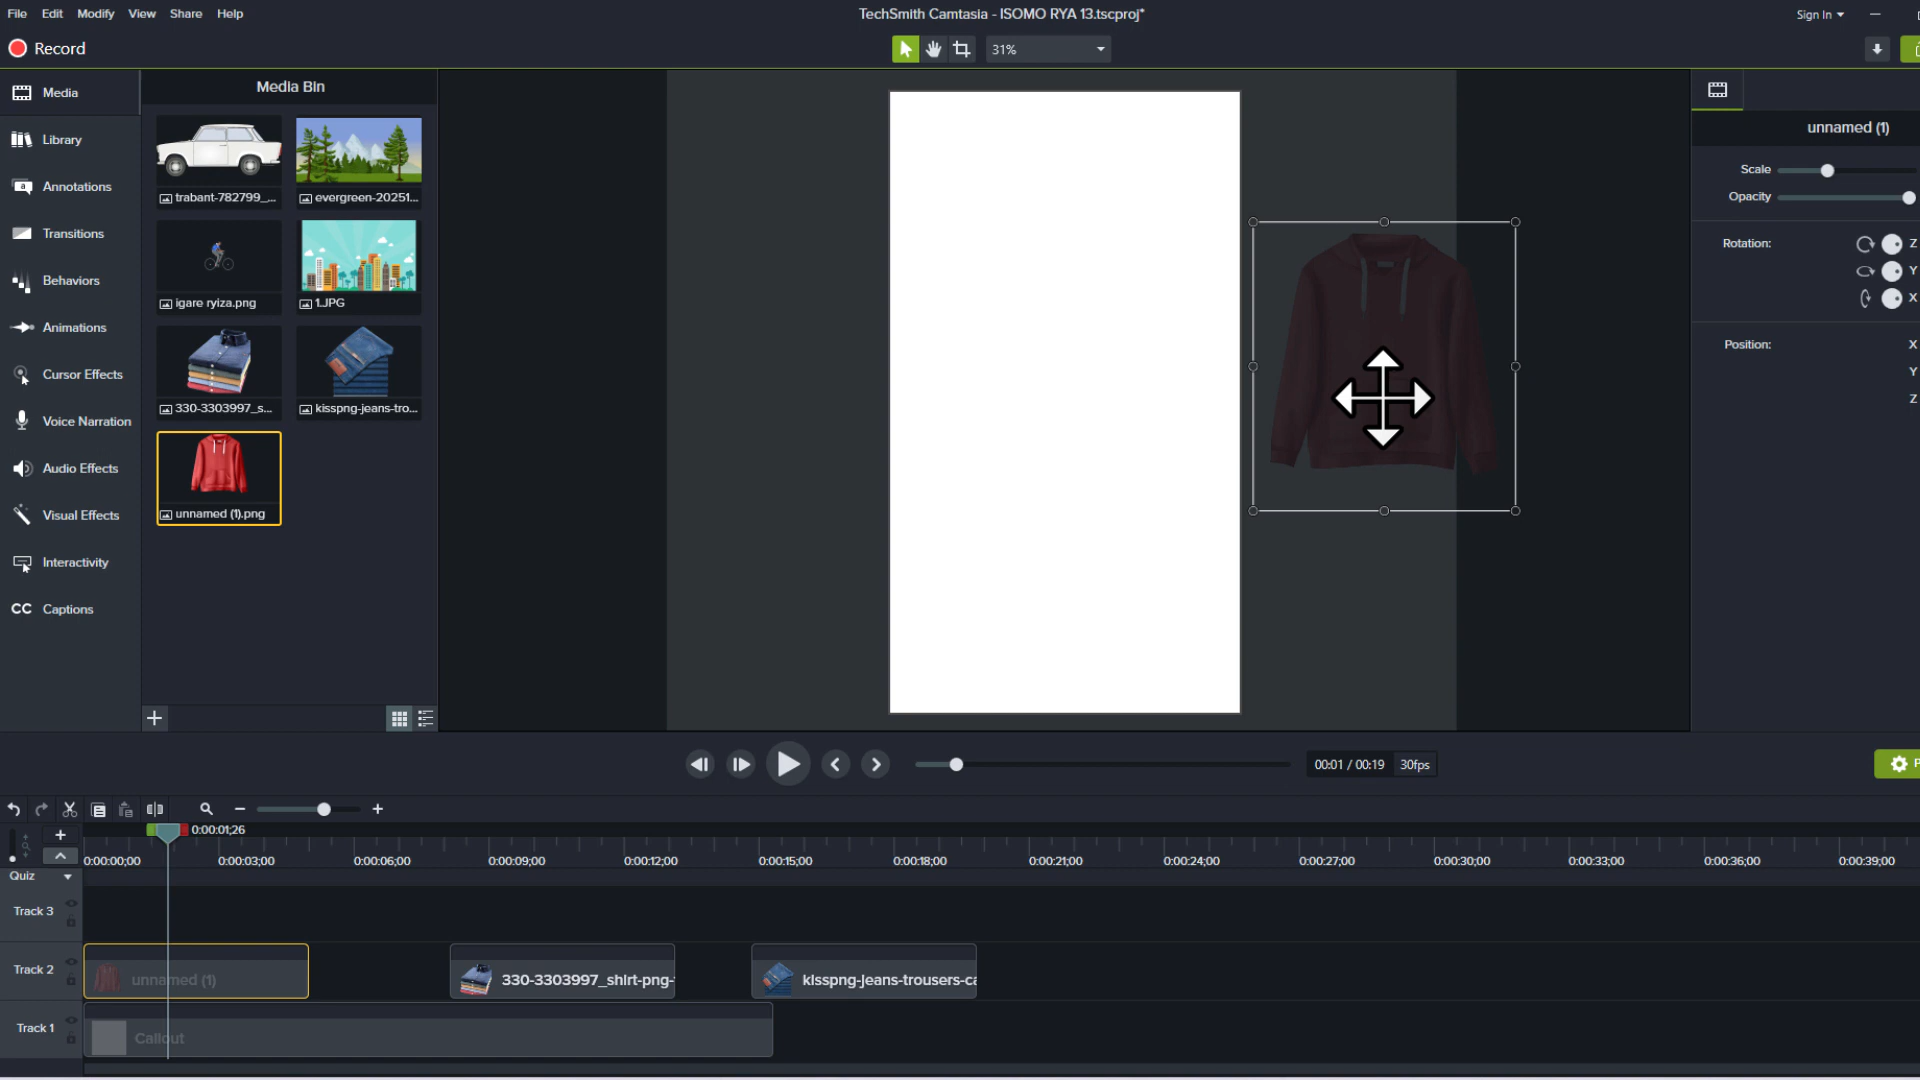 File Edit Modify View Share Help
TechSmith Camtasia - ISOMO RYA 13.tscproj*
Sign In
Record
31%
Media
Library
Annotations
Transitions
Behaviors
Animations
Cursor Effects
Voice Narration
Audio Effects
Visual Effects
Interactivity
CC Captions
Media Bin
trabant-782799_...
evergreen-20251...
igare ryiza.png
1.JPG
330-3303997_s...
kisspng-jeans-tro...
unnamed (1).png
unnamed (1)
Scale
Opacity
Rotation:
Z
Y
X
Position:
X
Y
Z
00:01 / 00:19 30fps
P
0:00:01;26
0:00:00;00 0:00:03;00 0:00:06;00 0:00:09;00 0:00:12;00 0:00:15;00 0:00:18;00 0:00:21;00 0:00:24;00 0:00:27;00 0:00:30;00 0:00:33;00 0:00:36;00 0:00:39;00
Quiz
Track 3
Track 2
unnamed (1)
330-3303997_shirt-png-
kisspng-jeans-trousers-ca
Track 1
Callout